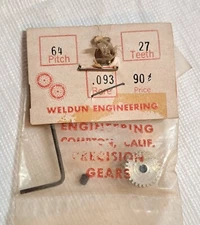 64 27
Pitch Teeth
.093 90¢
Bore Price
WELDUN ENGINEERING
ENGINEERING
COMPTON, CALIF.
PRECISION
GEARS